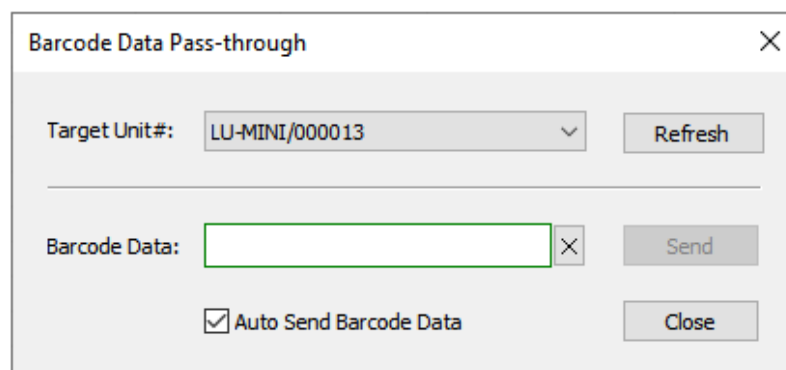 Barcode Data Pass-through
Target Unit#: LU-MINI/000013 Refresh
Barcode Data: Send
Auto Send Barcode Data Close